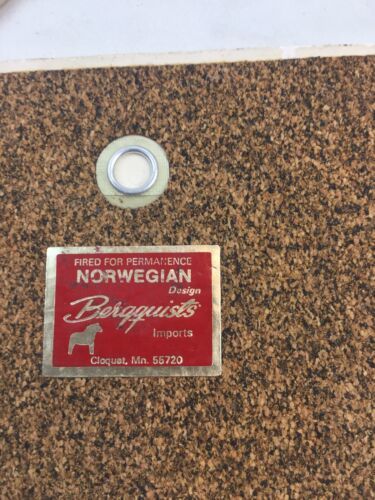 FIRED FOR PERMANENCE
NORWEGIAN
Design
Bergquists
Imports
Cloquet, Mn. 55720